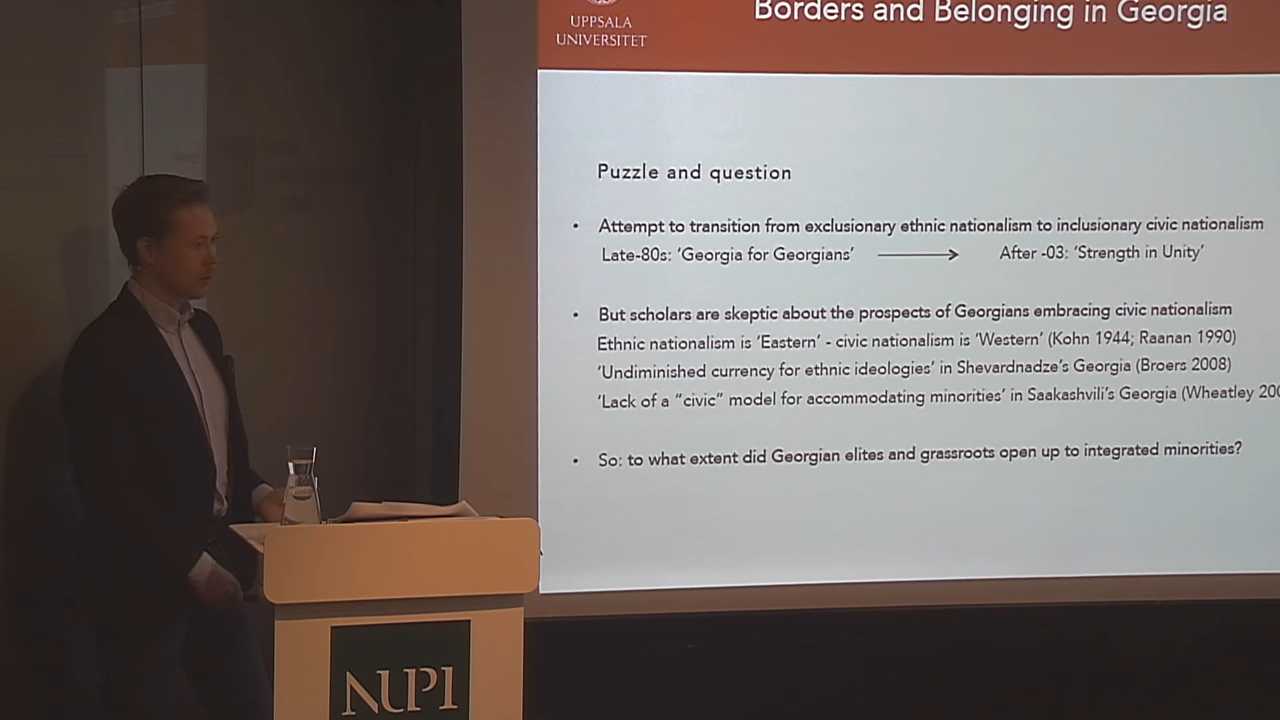 UPPSALA
UNIVERSITET
Borders and Belonging in Georgia
Puzzle and question
• Attempt to transition from exclusionary ethnic nationalism to inclusionary civic nationalism
Late-80s: ‘Georgia for Georgians’ → After -03: ‘Strength in Unity’
• But scholars are skeptic about the prospects of Georgians embracing civic nationalism
Ethnic nationalism is ‘Eastern’ - civic nationalism is ‘Western’ (Kohn 1944; Raanan 1990)
‘Undiminished currency for ethnic ideologies’ in Shevardnadze’s Georgia (Broers 2008)
‘Lack of a “civic” model for accommodating minorities’ in Saakashvili’s Georgia (Wheatley
• So: to what extent did Georgian elites and grassroots open up to integrated minorities?
NUPI